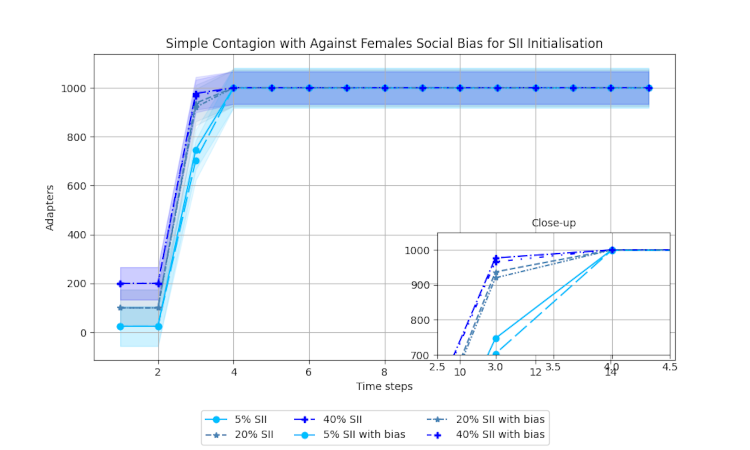 Simple Contagion with Against Females Social Bias for SII Initialisation
Adapters
1000
800
600
400
200
0
2
4
6
8
10
12
14
Time steps
Close-up
1000
900
800
700
2.5
3.0
3.5
4.0
4.5
5% SII
20% SII
40% SII
5% SII with bias
20% SII with bias
40% SII with bias